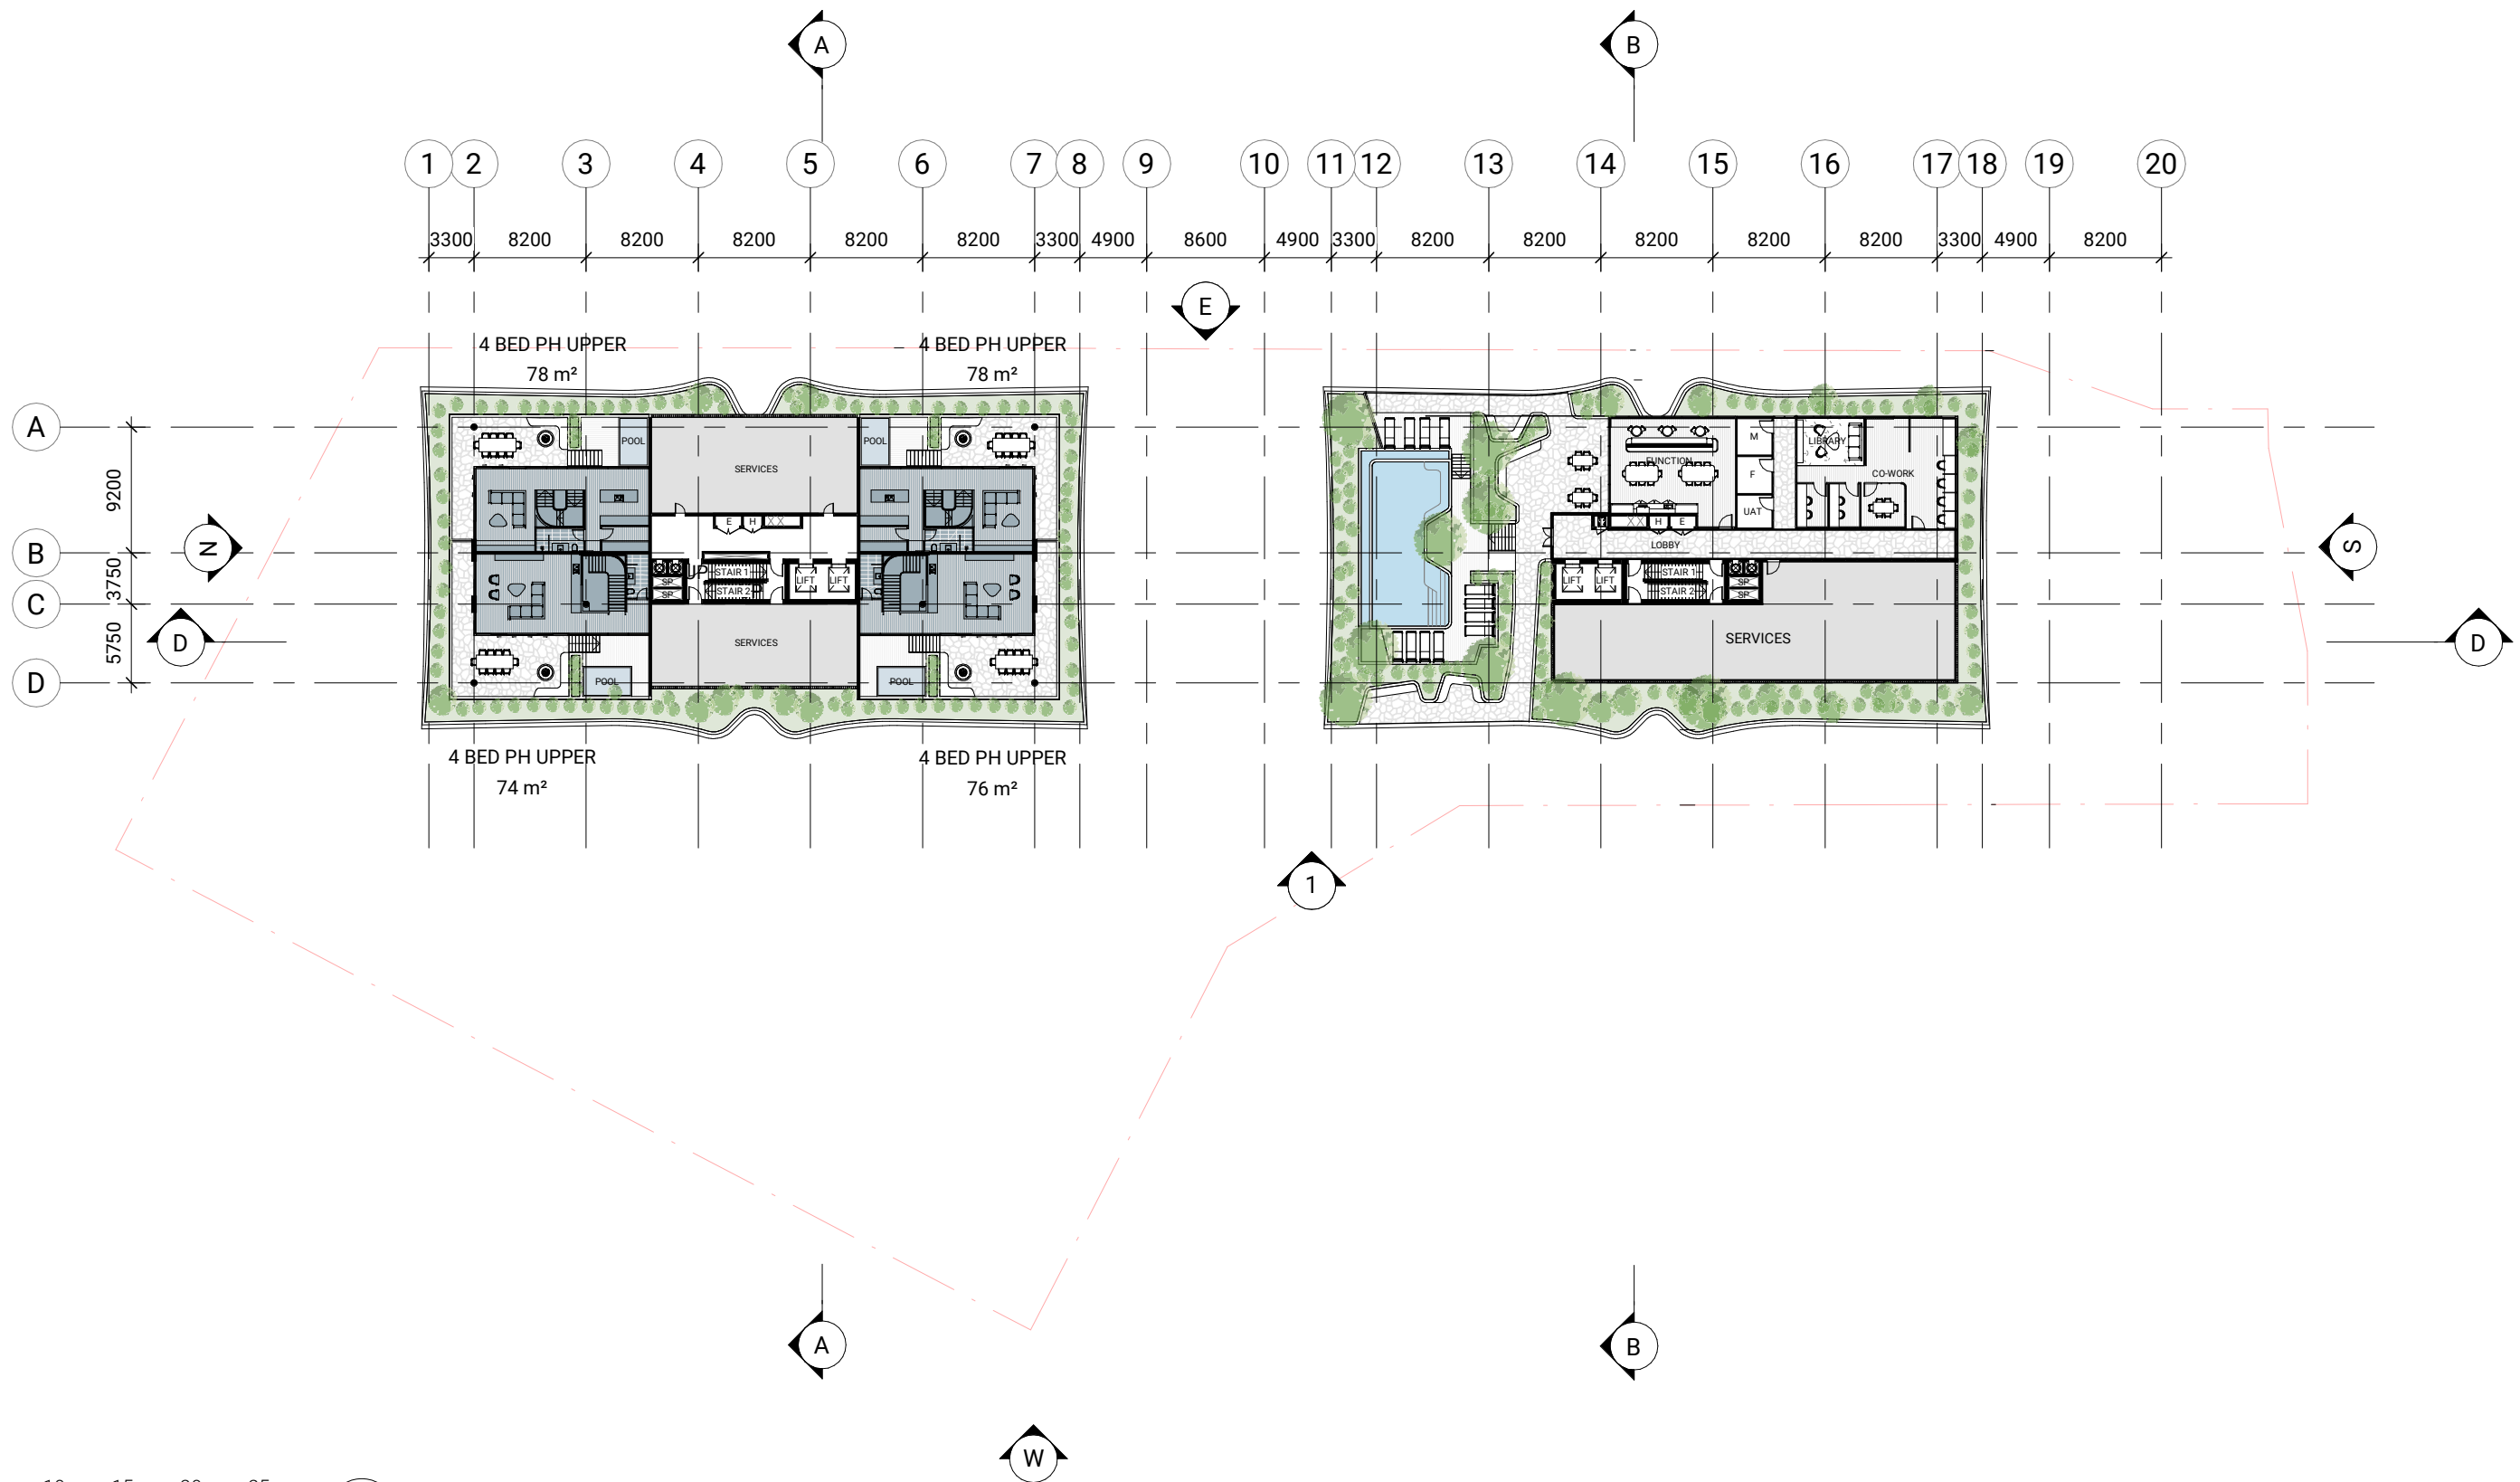 A
B
1 2 3 4 5 6 7 8 9 10 11 12 13 14 15 16 17 18 19 20
3300 8200 8200 8200 8200 8200 3300 4900 8600 4900 3300 8200 8200 8200 8200 8200 3300 4900 8200
E
4 BED PH UPPER
78 m²
4 BED PH UPPER
78 m²
A
9200
B
3750
C
5750
D
N
D
S
D
POOL
SERVICES
POOL
E H
UP
STAIR 1
STAIR 2
SP
SP
LIFT LIFT
SERVICES
POOL
POOL
4 BED PH UPPER
74 m²
4 BED PH UPPER
76 m²
FUNCTION
M
F
UAT
LIBRARY
CO-WORK
H E
LOBBY
LIFT LIFT
STAIR 1
STAIR 2
SP
SP
SERVICES
1
A
B
W